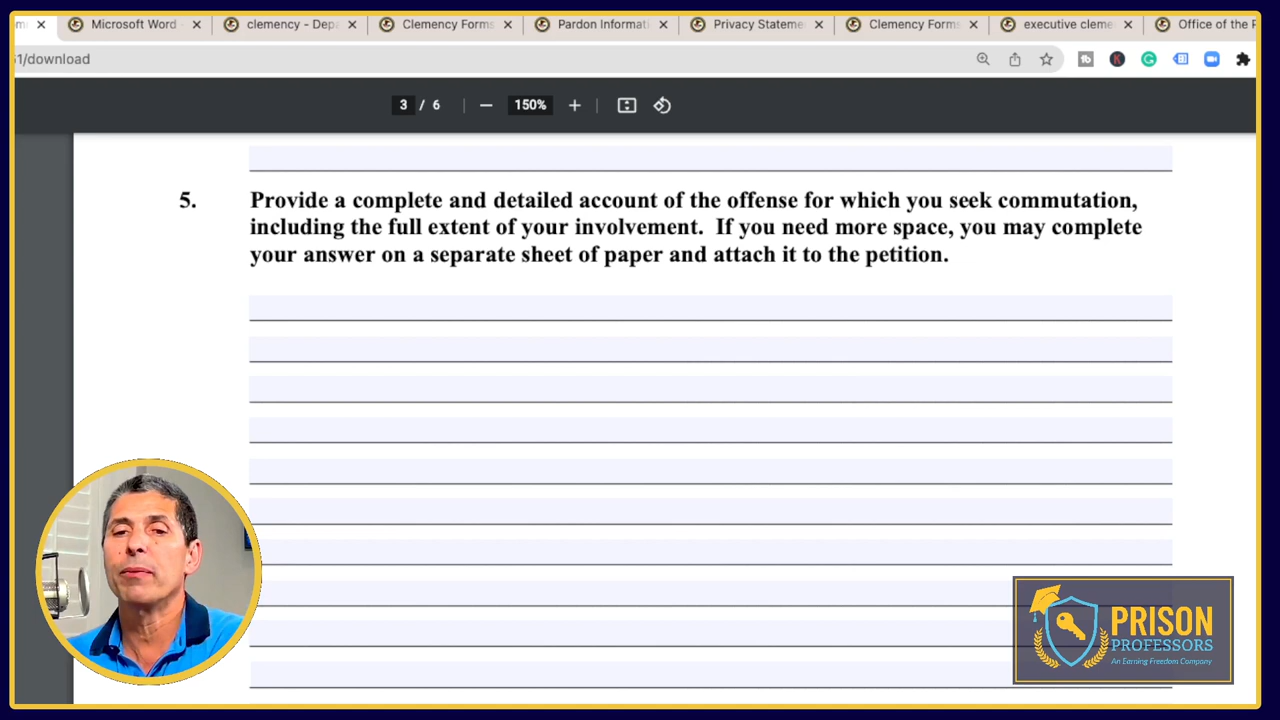 Microsoft Word
clemency - Depa
Clemency Forms
Pardon Informati
Privacy Stateme
Clemency Forms
executive cleme
Office of the
/download
3 / 6
150%
5. Provide a complete and detailed account of the offense for which you seek commutation,
including the full extent of your involvement. If you need more space, you may complete
your answer on a separate sheet of paper and attach it to the petition.
PRISON
PROFESSORS
An Earning Freedom Company